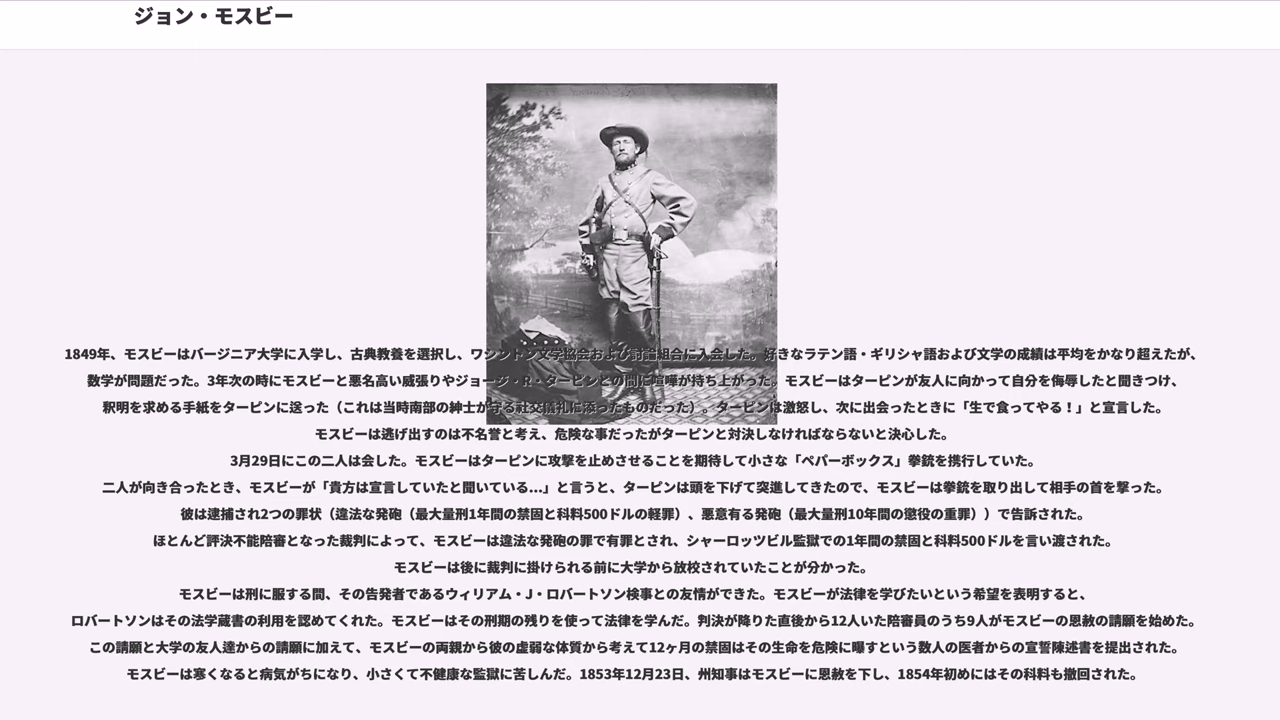 ジョン・モスビー
1849年、モスビーはバージニア大学に入学し、古典教養を選択し、ワシントン文学協会および討論組合に入会した。好きなラテン語・ギリシャ語および文学の成績は平均をかなり超えたが、
数学が問題だった。3年次の時にモスビーと悪名高い威張りやジョージ・R・ターピンとの間に喧嘩が持ち上がった。モスビーはターピンが友人に向かって自分を侮辱したと聞きつけ、
釈明を求める手紙をターピンに送った（これは当時南部の紳士が守る社交儀礼に添ったものだった）。ターピンは激怒し、次に出会ったときに「生で食ってやる！」と宣言した。
モスビーは逃げ出すのは不名誉と考え、危険な事だったがターピンと対決しなければならないと決心した。
3月29日にこの二人は会した。モスビーはターピンに攻撃を止めさせることを期待して小さな「ペパーボックス」拳銃を携行していた。
二人が向き合ったとき、モスビーが「貴方は宣言していたと聞いている...」と言うと、ターピンは頭を下げて突進してきたので、モスビーは拳銃を取り出して相手の首を撃った。
彼は逮捕され2つの罪状（違法な発砲（最大量刑1年間の禁固と科料500ドルの軽罪）、悪意有る発砲（最大量刑10年間の懲役の重罪））で告訴された。
ほとんど評決不能陪審となった裁判によって、モスビーは違法な発砲の罪で有罪とされ、シャーロッツビル監獄での1年間の禁固と科料500ドルを言い渡された。
モスビーは後に裁判に掛けられる前に大学から放校されていたことが分かった。
モスビーは刑に服する間、その告発者であるウィリアム・J・ロバートソン検事との友情ができた。モスビーが法律を学びたいという希望を表明すると、
ロバートソンはその法学蔵書の利用を認めてくれた。モスビーはその刑期の残りを使って法律を学んだ。判決が降りた直後から12人いた陪審員のうち9人がモスビーの恩赦の請願を始めた。
この請願と大学の友人達からの請願に加えて、モスビーの両親から彼の虚弱な体質から考えて12ヶ月の禁固はその生命を危険に曝すという数人の医者からの宣誓陳述書を提出された。
モスビーは寒くなると病気がちになり、小さくて不健康な監獄に苦しんだ。1853年12月23日、州知事はモスビーに恩赦を下し、1854年初めにはその科料も撤回された。